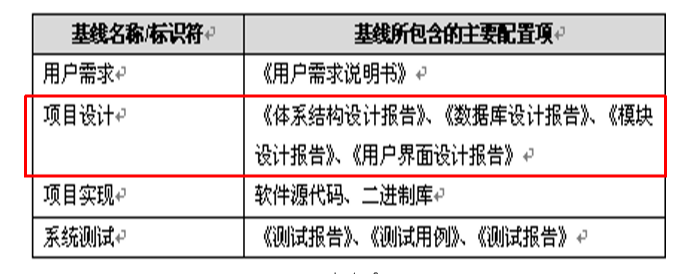 基线名称/标识符 基线所包含的主要配置项
用户需求 《用户需求说明书》
项目设计 《体系结构设计报告》、《数据库设计报告》、《模块
设计报告》、《用户界面设计报告》
项目实现 软件源代码、二进制库
系统测试 《测试报告》、《测试用例》、《测试报告》